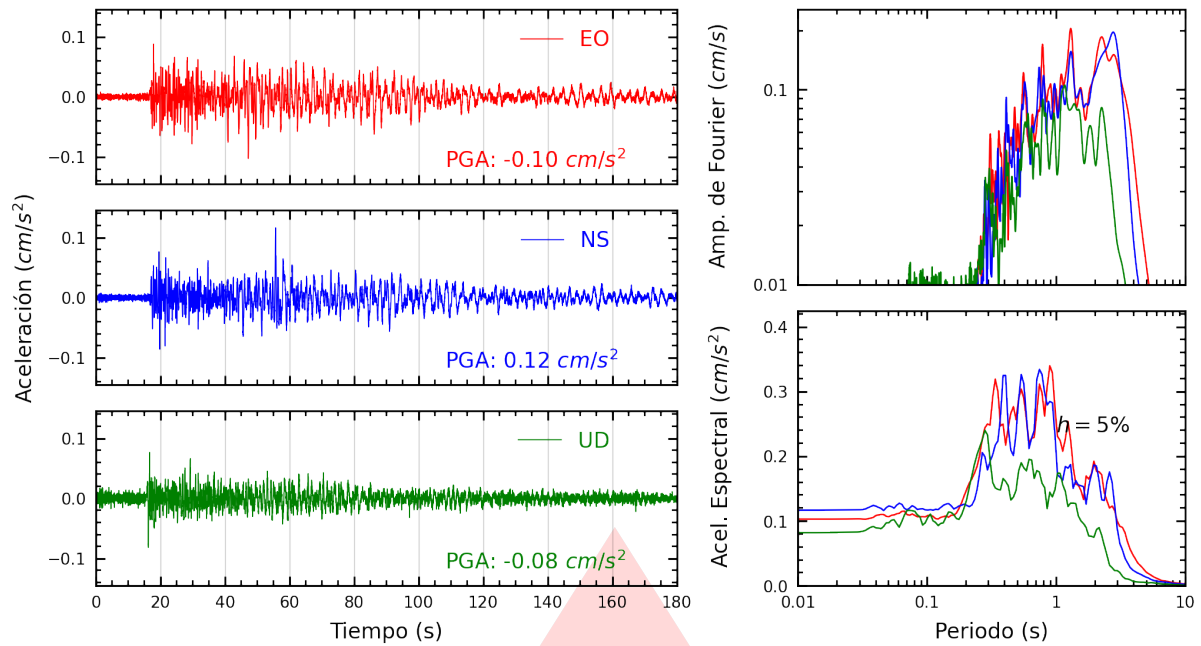 Aceleración (cm/s²)
0.1
0.0
−0.1
EO
PGA: -0.10 cm/s²
0.1
0.0
−0.1
NS
PGA: 0.12 cm/s²
0.1
0.0
−0.1
UD
PGA: -0.08 cm/s²
0 20 40 60 80 100 120 140 160 180
Tiempo (s)
Amp. de Fourier (cm/s)
0.1
0.01
Acel. Espectral (cm/s²)
0.4
0.3
0.2
0.1
0.0
h = 5%
0.01 0.1 1 10
Periodo (s)